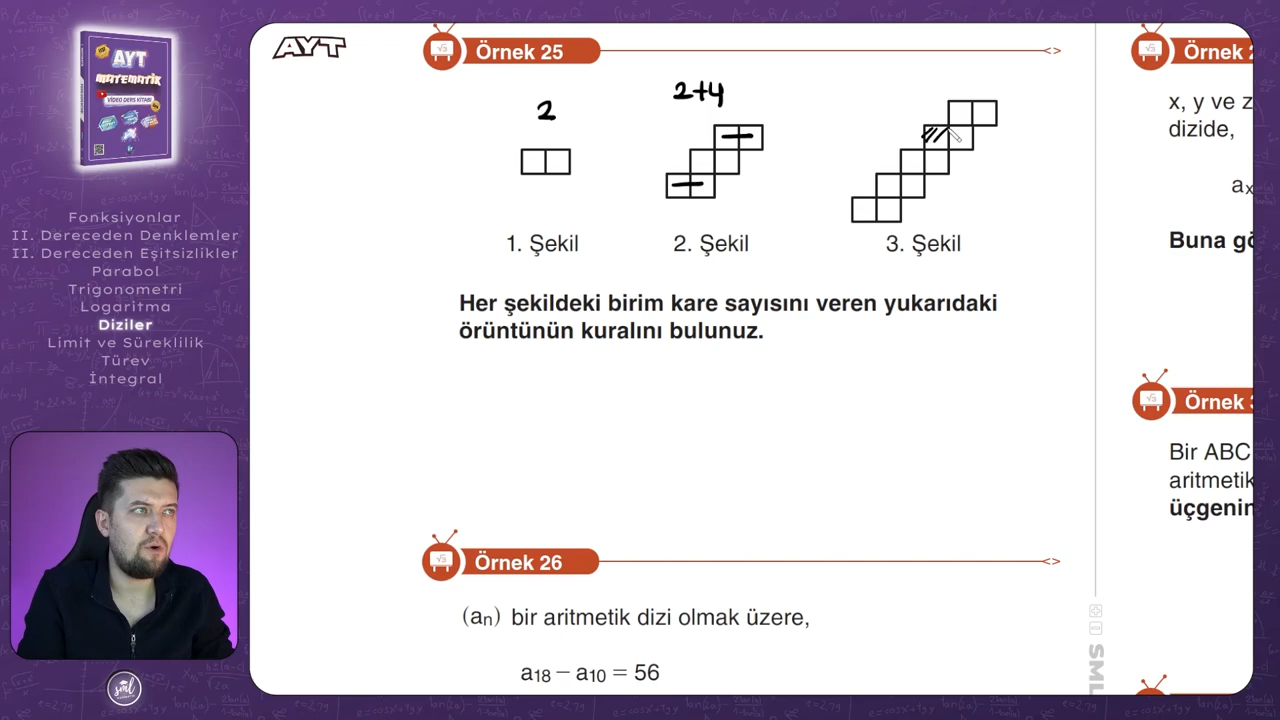 AYT
MATEMATİK
VİDEO DERS KİTABI
Fonksiyonlar
II. Dereceden Denklemler
II. Dereceden Eşitsizlikler
Parabol
Trigonometri
Logaritma
Diziler
Limit ve Süreklilik
Türev
İntegral
sml
AYT
Örnek 25
2
2+4
1. Şekil
2. Şekil
3. Şekil
Her şekildeki birim kare sayısını veren yukarıdaki
örüntünün kuralını bulunuz.
Örnek 26
(an) bir aritmetik dizi olmak üzere,
a18 – a10 = 56
SML
Örnek 2
x, y ve z
dizide,
ax
Buna gö
Örnek
Bir ABC
aritmetik
üçgenin